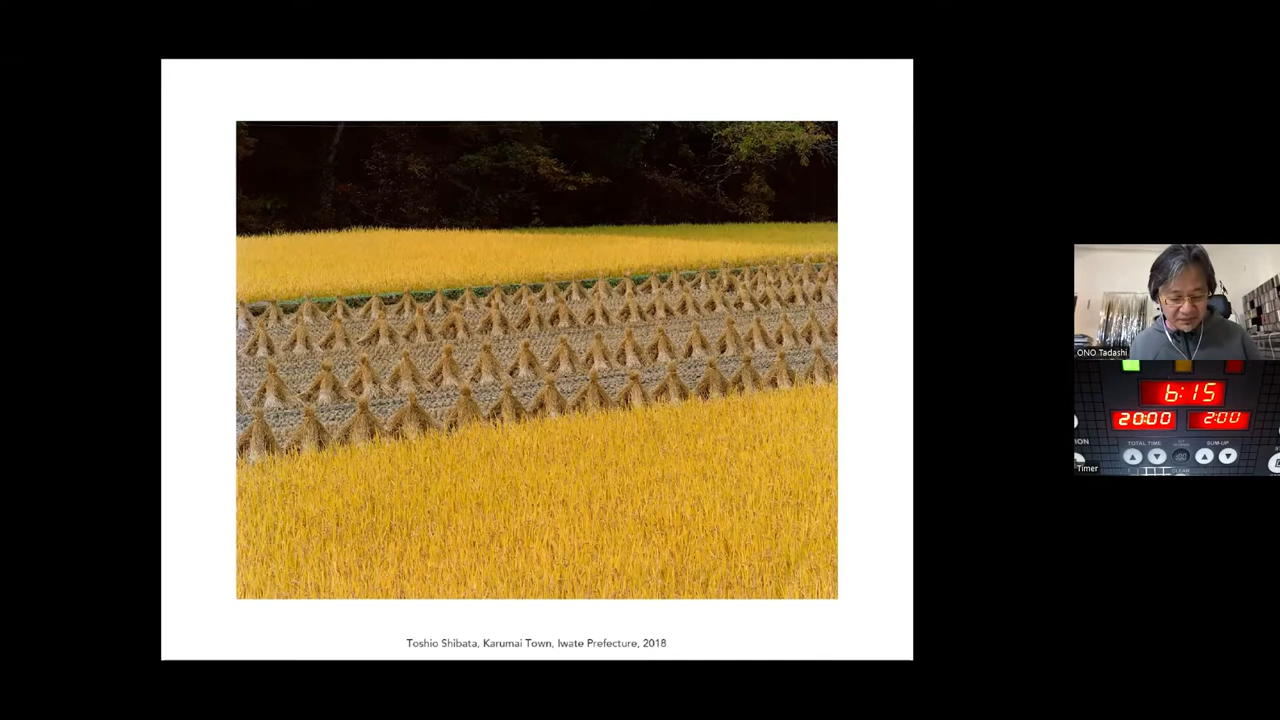 Toshio Shibata, Karumai Town, Iwate Prefecture, 2018
ONO Tadashi
6:15
20:00 2:00
TOTAL TIME SUM-UP
CLEAR
Timer